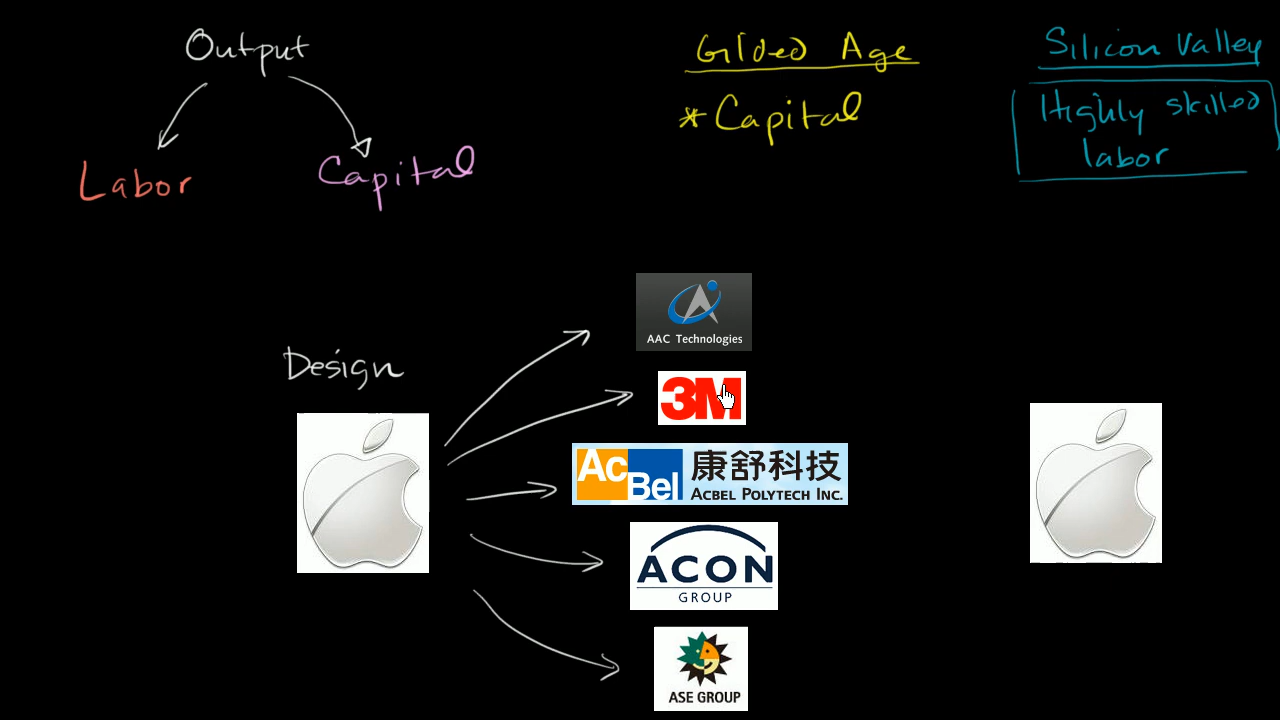 Output
Gilded Age
Silicon Valley
Labor
Capital
*Capital
Highly skilled
labor
Design
AAC Technologies
3M
AcBel 康舒科技
ACBEL POLYTECH INC.
ACON
GROUP
ASE GROUP